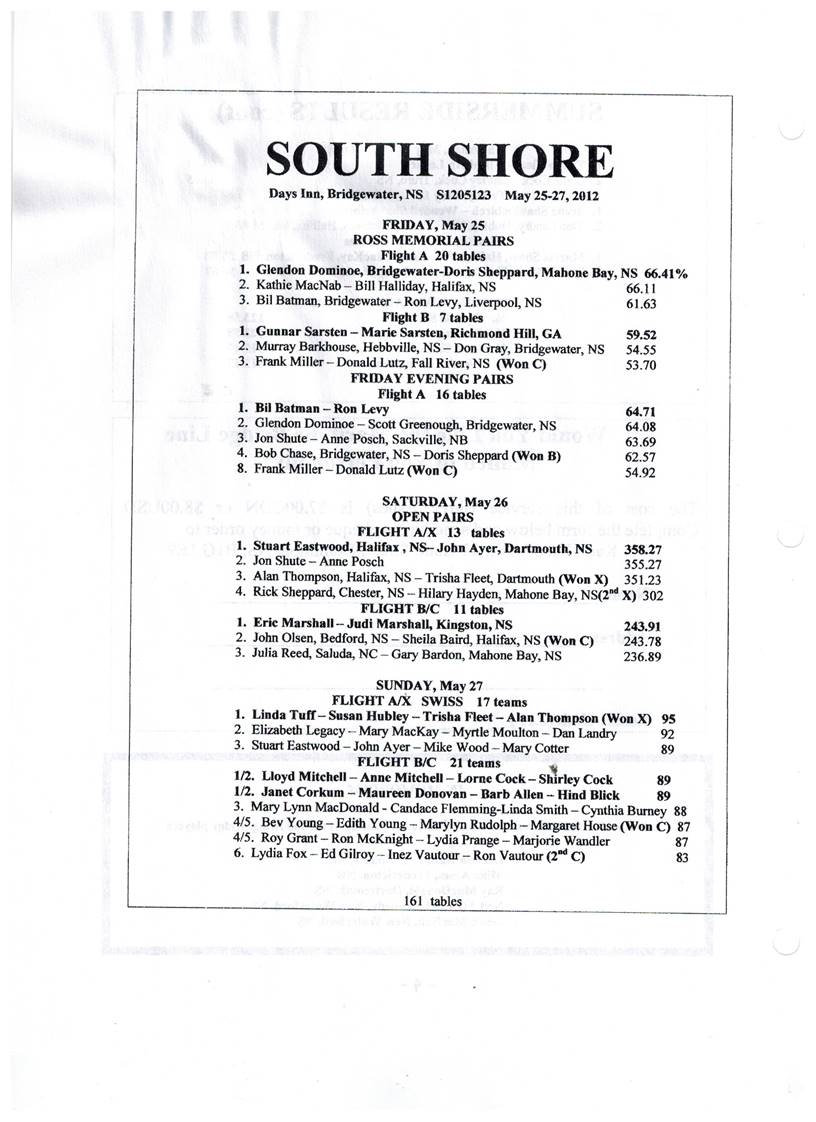 SOUTH SHORE
Days Inn, Bridgewater, NS S1205123 May 25-27, 2012
FRIDAY, May 25
ROSS MEMORIAL PAIRS
Flight A 20 tables
1. Glendon Dominoe, Bridgewater-Doris Sheppard, Mahone Bay, NS 66.41%
2. Kathie MacNab – Bill Halliday, Halifax, NS 66.11
3. Bil Batman, Bridgewater – Ron Levy, Liverpool, NS 61.63
Flight B 7 tables
1. Gunnar Sarsten – Marie Sarsten, Richmond Hill, GA 59.52
2. Murray Barkhouse, Hebbville, NS – Don Gray, Bridgewater, NS 54.55
3. Frank Miller – Donald Lutz, Fall River, NS (Won C) 53.70
FRIDAY EVENING PAIRS
Flight A 16 tables
1. Bil Batman – Ron Levy 64.71
2. Glendon Dominoe – Scott Greenough, Bridgewater, NS 64.08
3. Jon Shute – Anne Posch, Sackville, NB 63.69
4. Bob Chase, Bridgewater, NS – Doris Sheppard (Won B) 62.57
8. Frank Miller – Donald Lutz (Won C) 54.92
SATURDAY, May 26
OPEN PAIRS
FLIGHT A/X 13 tables
1. Stuart Eastwood, Halifax , NS– John Ayer, Dartmouth, NS 358.27
2. Jon Shute – Anne Posch 355.27
3. Alan Thompson, Halifax, NS – Trisha Fleet, Dartmouth (Won X) 351.23
4. Rick Sheppard, Chester, NS – Hilary Hayden, Mahone Bay, NS(2nd X) 302
FLIGHT B/C 11 tables
1. Eric Marshall – Judi Marshall, Kingston, NS 243.91
2. John Olsen, Bedford, NS – Sheila Baird, Halifax, NS (Won C) 243.78
3. Julia Reed, Saluda, NC – Gary Bardon, Mahone Bay, NS 236.89
SUNDAY, May 27
FLIGHT A/X SWISS 17 teams
1. Linda Tuff – Susan Hubley – Trisha Fleet – Alan Thompson (Won X) 95
2. Elizabeth Legacy – Mary MacKay – Myrtle Moulton – Dan Landry 92
3. Stuart Eastwood – John Ayer – Mike Wood – Mary Cotter 89
FLIGHT B/C 21 teams
1/2. Lloyd Mitchell – Anne Mitchell – Lorne Cock – Shirley Cock 89
1/2. Janet Corkum – Maureen Donovan – Barb Allen – Hind Blick 89
3. Mary Lynn MacDonald - Candace Flemming-Linda Smith – Cynthia Burney 88
4/5. Bev Young – Edith Young – Marylyn Rudolph – Margaret House (Won C) 87
4/5. Roy Grant – Ron McKnight – Lydia Prange – Marjorie Wandler 87
6. Lydia Fox – Ed Gilroy – Inez Vautour – Ron Vautour (2nd C) 83
161 tables